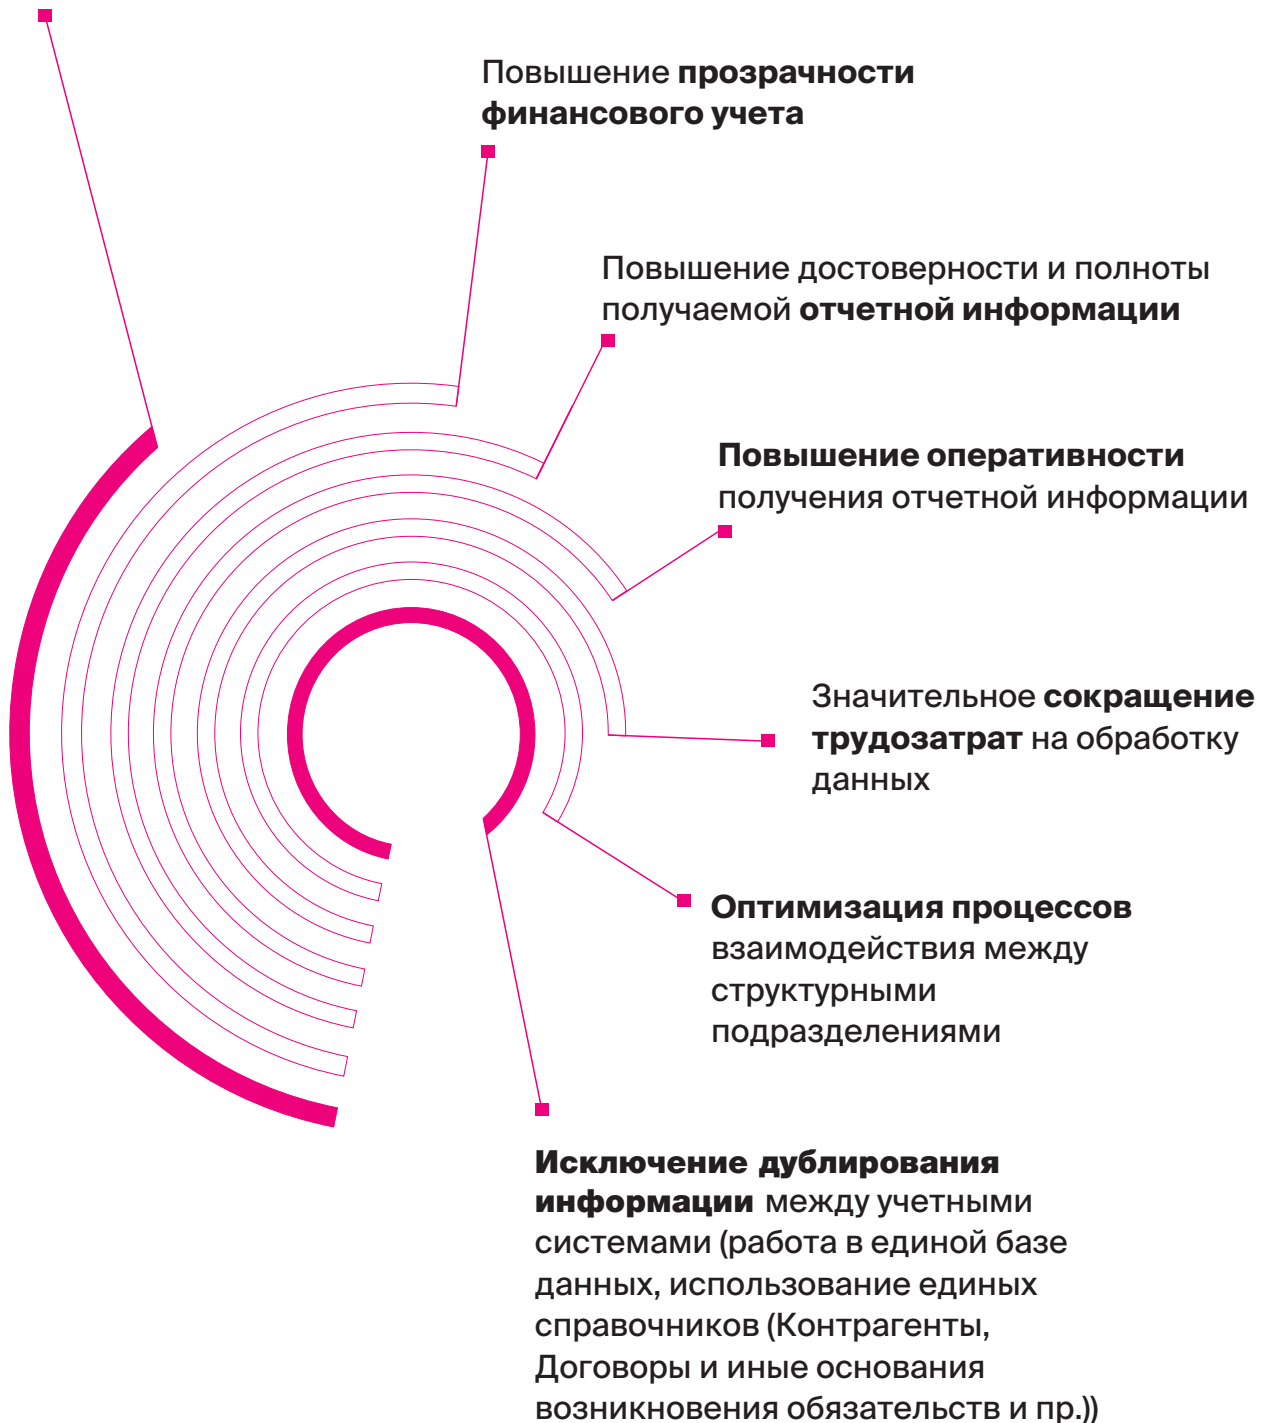 Повышение прозрачности
финансового учета
Повышение достоверности и полноты
получаемой отчетной информации
Повышение оперативности
получения отчетной информации
Значительное сокращение
трудозатрат на обработку
данных
Оптимизация процессов
взаимодействия между
структурными
подразделениями
Исключение дублирования
информации между учетными
системами (работа в единой базе
данных, использование единых
справочников (Контрагенты,
Договоры и иные основания
возникновения обязательств и пр.))